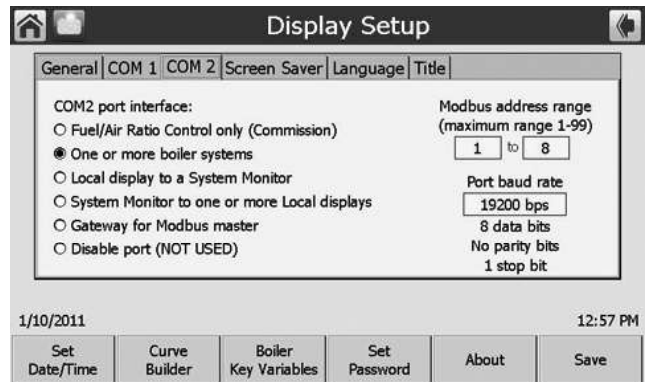 Display Setup
General COM 1 COM 2 Screen Saver Language Title
COM2 port interface:
Fuel/Air Ratio Control only (Commission)
One or more boiler systems
Local display to a System Monitor
System Monitor to one or more Local displays
Gateway for Modbus master
Disable port (NOT USED)
Modbus address range
(maximum range 1-99)
1 to 8
Port baud rate
19200 bps
8 data bits
No parity bits
1 stop bit
1/10/2011 12:57 PM
Set Date/Time
Curve Builder
Boiler Key Variables
Set Password
About
Save